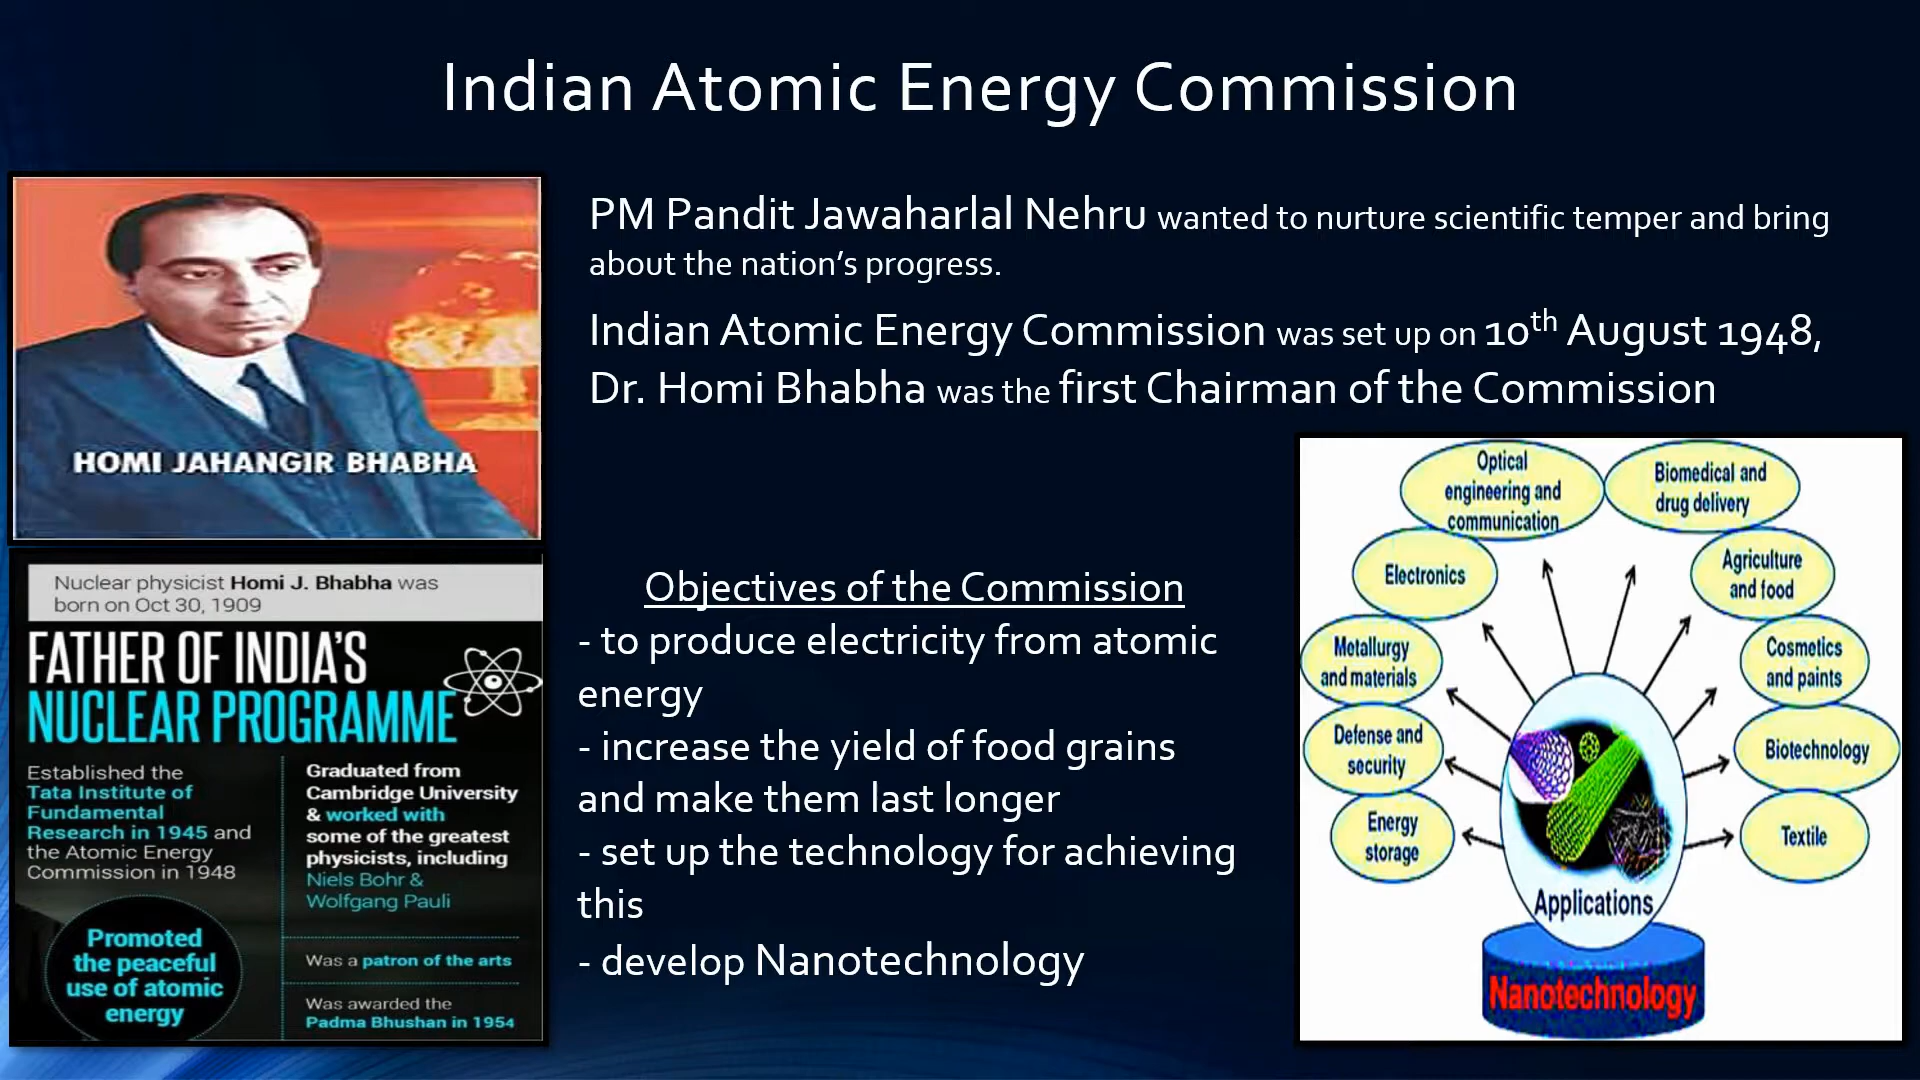 Indian Atomic Energy Commission
HOMI JAHANGIR BHABHA
PM Pandit Jawaharlal Nehru wanted to nurture scientific temper and bring
about the nation’s progress.
Indian Atomic Energy Commission was set up on 10th August 1948,
Dr. Homi Bhabha was the first Chairman of the Commission
Nuclear physicist Homi J. Bhabha was
born on Oct 30, 1909
FATHER OF INDIA’S
NUCLEAR PROGRAMME
Established the
Tata Institute of
Fundamental
Research in 1945 and
the Atomic Energy
Commission in 1948
Promoted
the peaceful
use of atomic
energy
Graduated from
Cambridge University
& worked with
some of the greatest
physicists, including
Niels Bohr &
Wolfgang Pauli
Was a patron of the arts
Was awarded the
Padma Bhushan in 1954
Objectives of the Commission
- to produce electricity from atomic
energy
- increase the yield of food grains
and make them last longer
- set up the technology for achieving
this
- develop Nanotechnology
Optical
engineering and
communication
Biomedical and
drug delivery
Electronics
Agriculture
and food
Metallurgy
and materials
Cosmetics
and paints
Defense and
security
Biotechnology
Energy
storage
Textile
Applications
Nanotechnology